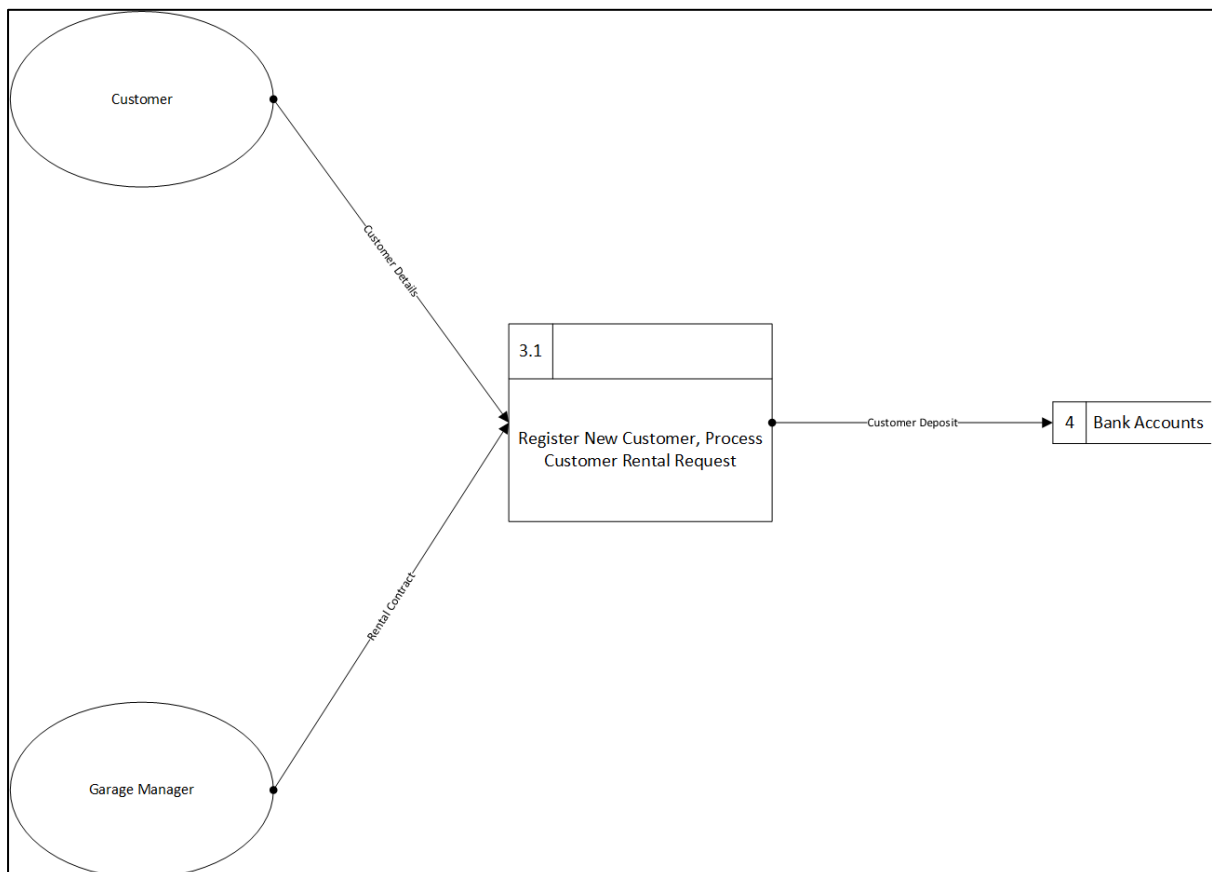 Customer
Customer Details
3.1
Register New Customer, Process
Customer Rental Request
Customer Deposit
4 Bank Accounts
Rental Contract
Garage Manager